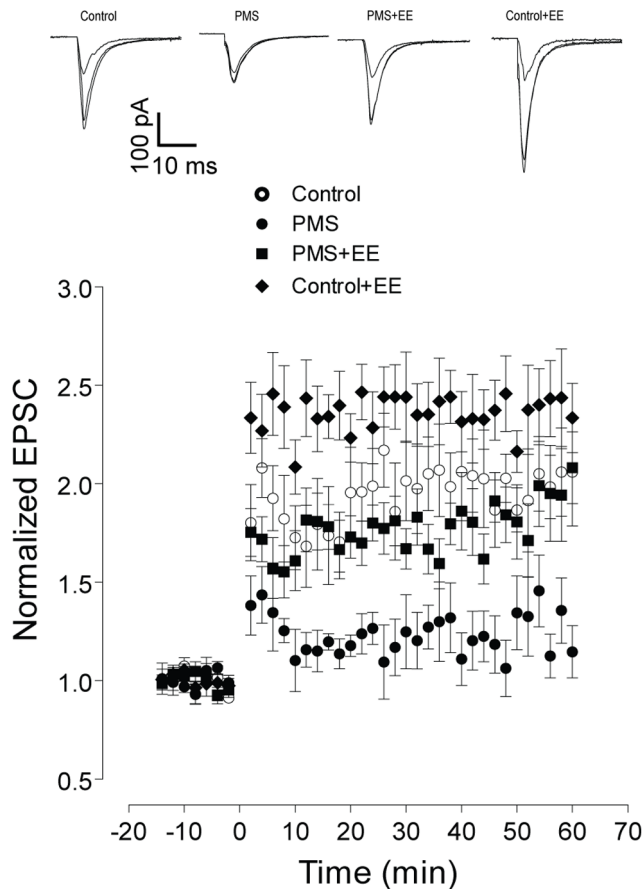 Control PMS PMS+EE Control+EE
100 pA
10 ms
Control
PMS
PMS+EE
Control+EE
Normalized EPSC
3.0
2.5
2.0
1.5
1.0
0.5
-20 -10 0 10 20 30 40 50 60 70
Time (min)